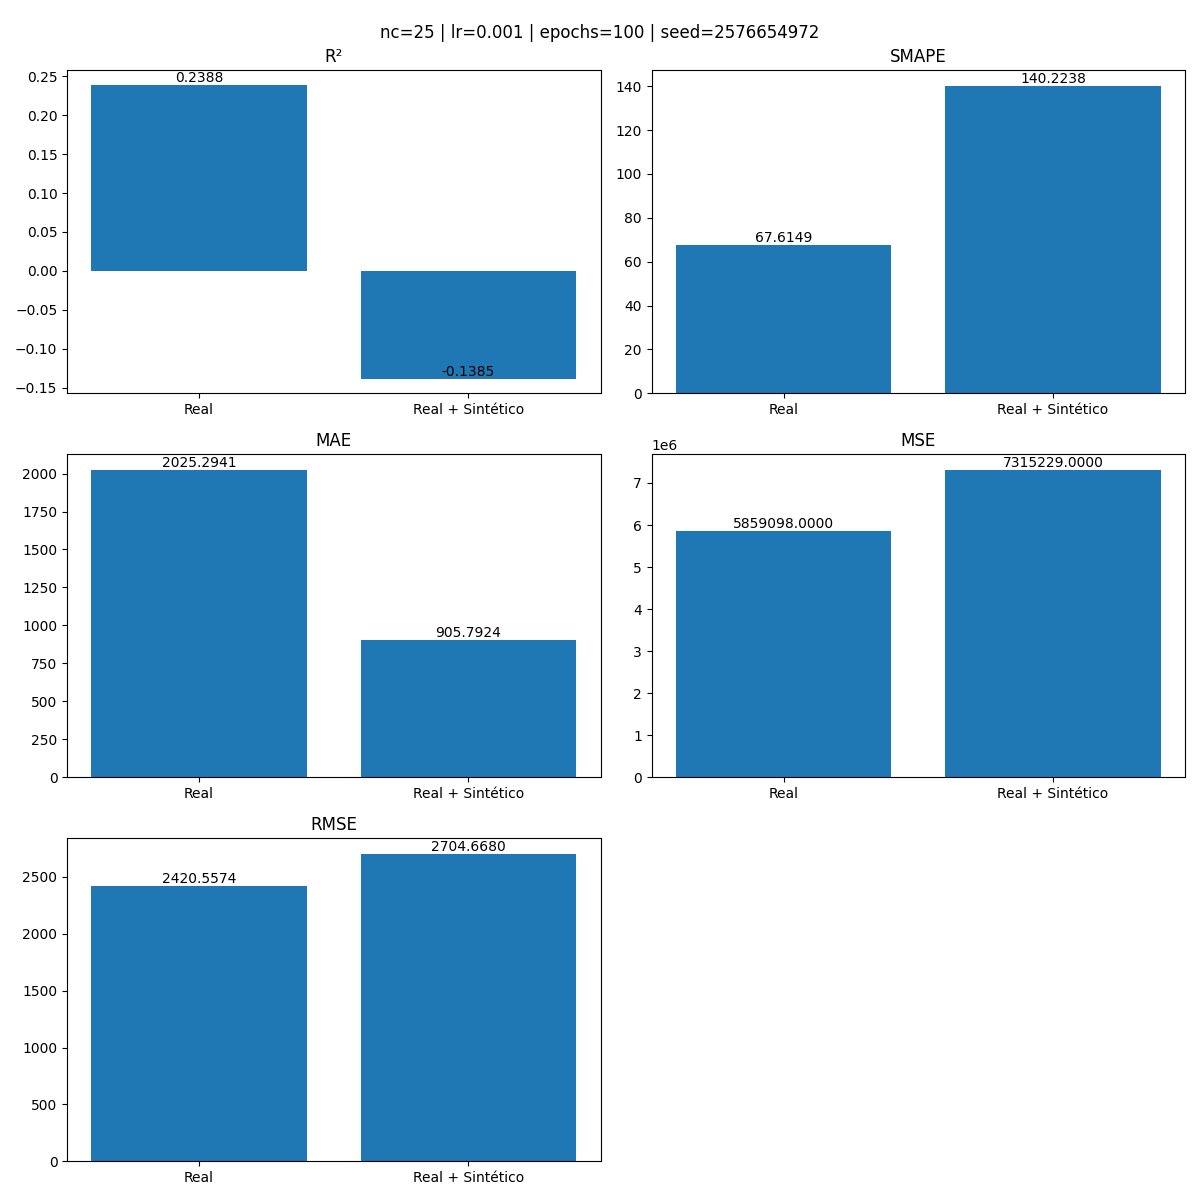 nc=25 | lr=0.001 | epochs=100 | seed=2576654972
R²
0.25
0.20
0.15
0.10
0.05
0.00
−0.05
−0.10
−0.15
0.2388
-0.1385
Real
Real + Sintético
SMAPE
140
120
100
80
60
40
20
0
67.6149
140.2238
Real
Real + Sintético
MAE
2000
1750
1500
1250
1000
750
500
250
0
2025.2941
905.7924
Real
Real + Sintético
MSE
1e6
7
6
5
4
3
2
1
0
5859098.0000
7315229.0000
Real
Real + Sintético
RMSE
2500
2000
1500
1000
500
0
2420.5574
2704.6680
Real
Real + Sintético